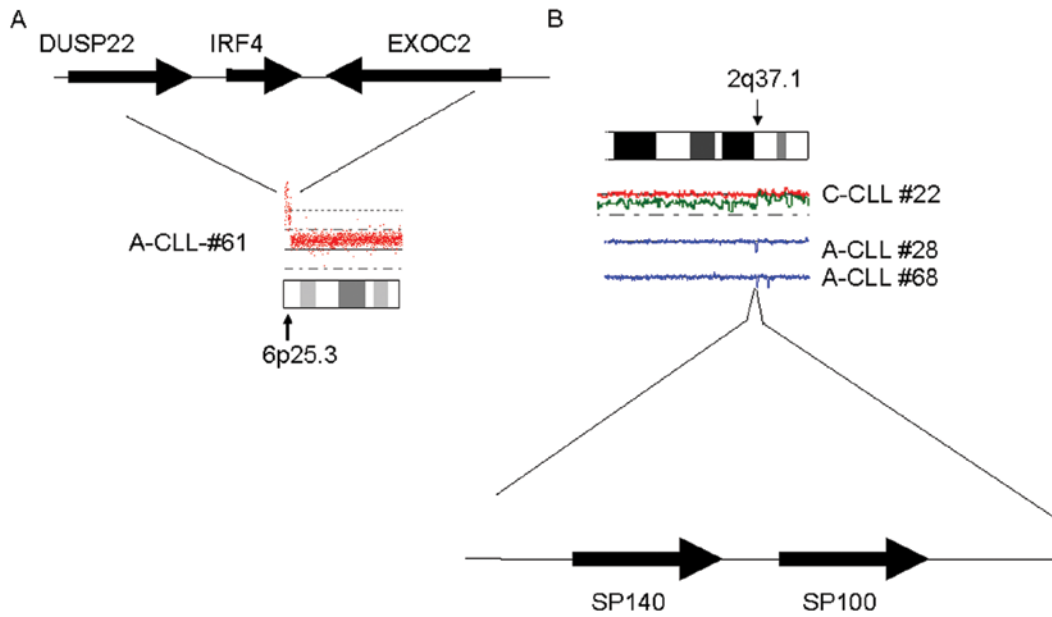 A
DUSP22 IRF4 EXOC2
A-CLL-#61
6p25.3
B
2q37.1
C-CLL #22
A-CLL #28
A-CLL #68
SP140 SP100